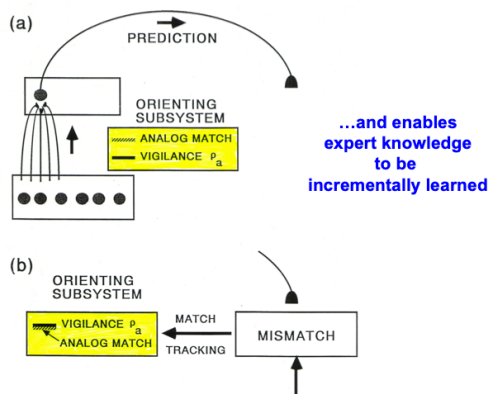 (a)
PREDICTION
ORIENTING
SUBSYSTEM
ANALOG MATCH
VIGILANCE ρa
...and enables
expert knowledge
to be
incrementally learned
(b)
ORIENTING
SUBSYSTEM
VIGILANCE ρa
ANALOG MATCH
MATCH
TRACKING
MISMATCH